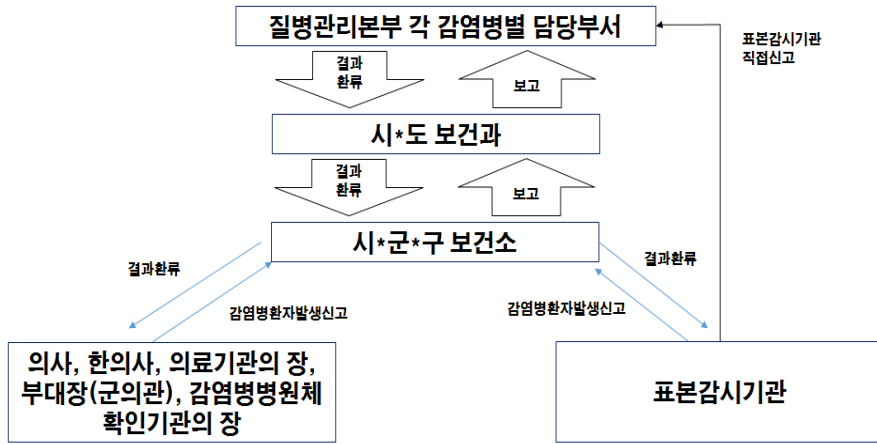 질병관리본부 각 감염병별 담당부서
표본감시기관
직접신고
결과
환류
보고
시*도 보건과
결과
환류
보고
시*군*구 보건소
결과환류
감염병환자발생신고
결과환류
감염병환자발생신고
의사, 한의사, 의료기관의 장,
부대장(군의관), 감염병병원체
확인기관의 장
표본감시기관